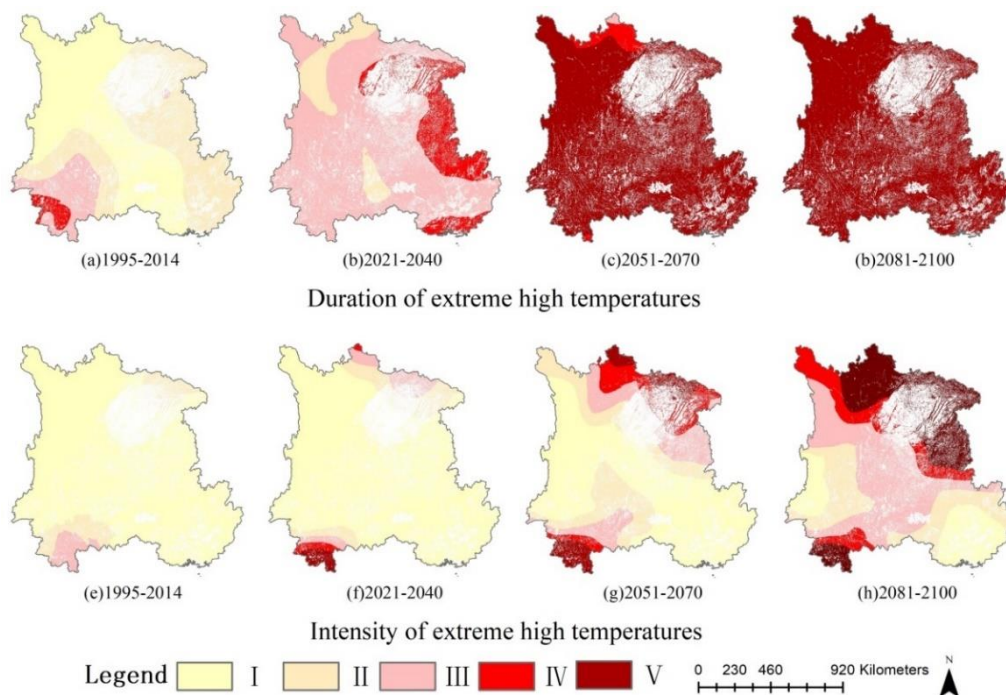 (a)1995-2014
(b)2021-2040
(c)2051-2070
(b)2081-2100
Duration of extreme high temperatures
(e)1995-2014
(f)2021-2040
(g)2051-2070
(h)2081-2100
Intensity of extreme high temperatures
Legend I II III IV V
0 230 460 920 Kilometers
N